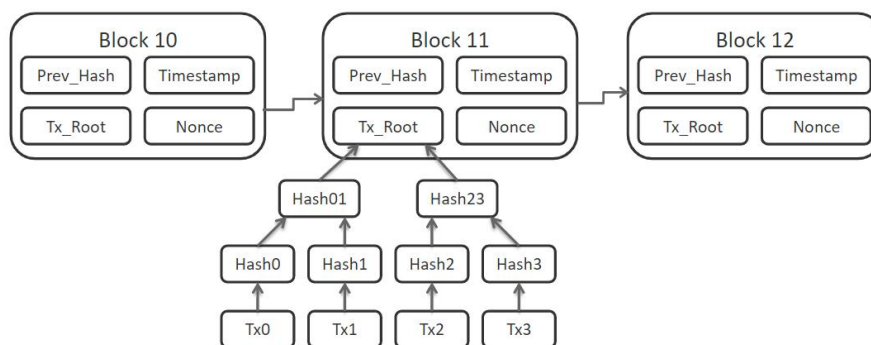 Block 10
Prev_Hash Timestamp
Tx_Root Nonce
Block 11
Prev_Hash Timestamp
Tx_Root Nonce
Block 12
Prev_Hash Timestamp
Tx_Root Nonce
Hash01 Hash23
Hash0 Hash1 Hash2 Hash3
Tx0 Tx1 Tx2 Tx3